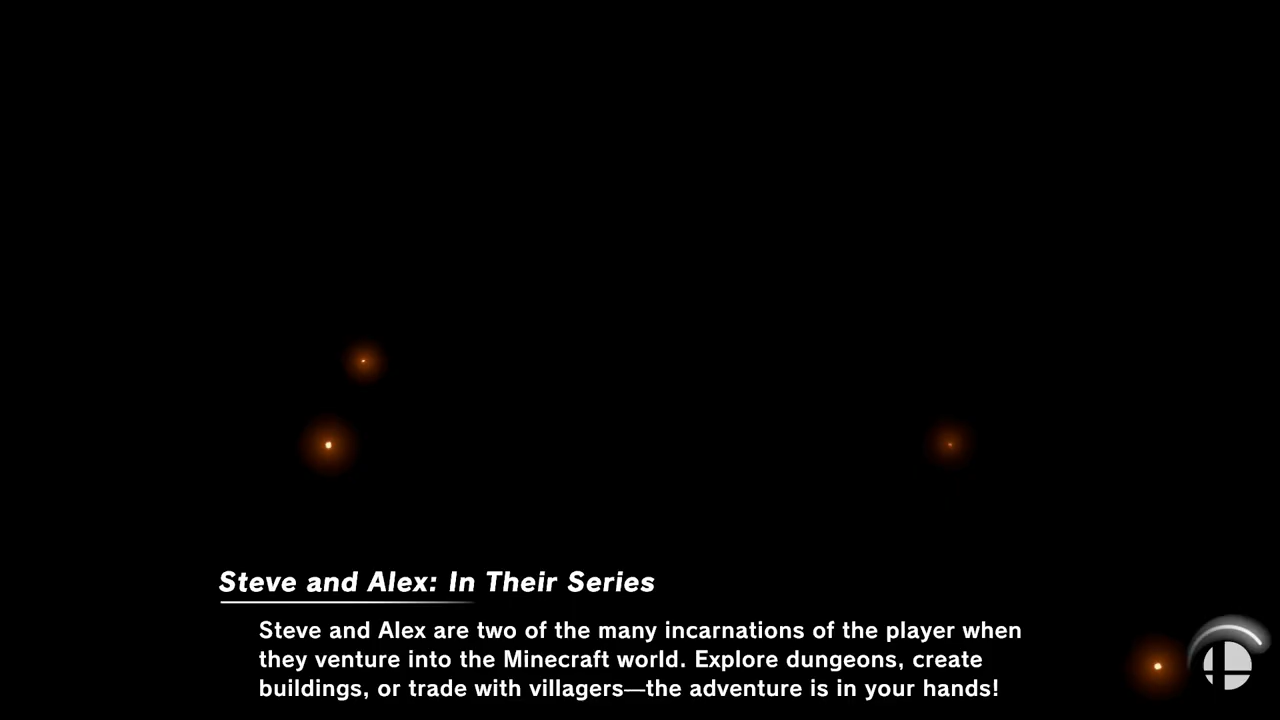 Steve and Alex: In Their Series
Steve and Alex are two of the many incarnations of the player when
they venture into the Minecraft world. Explore dungeons, create
buildings, or trade with villagers—the adventure is in your hands!